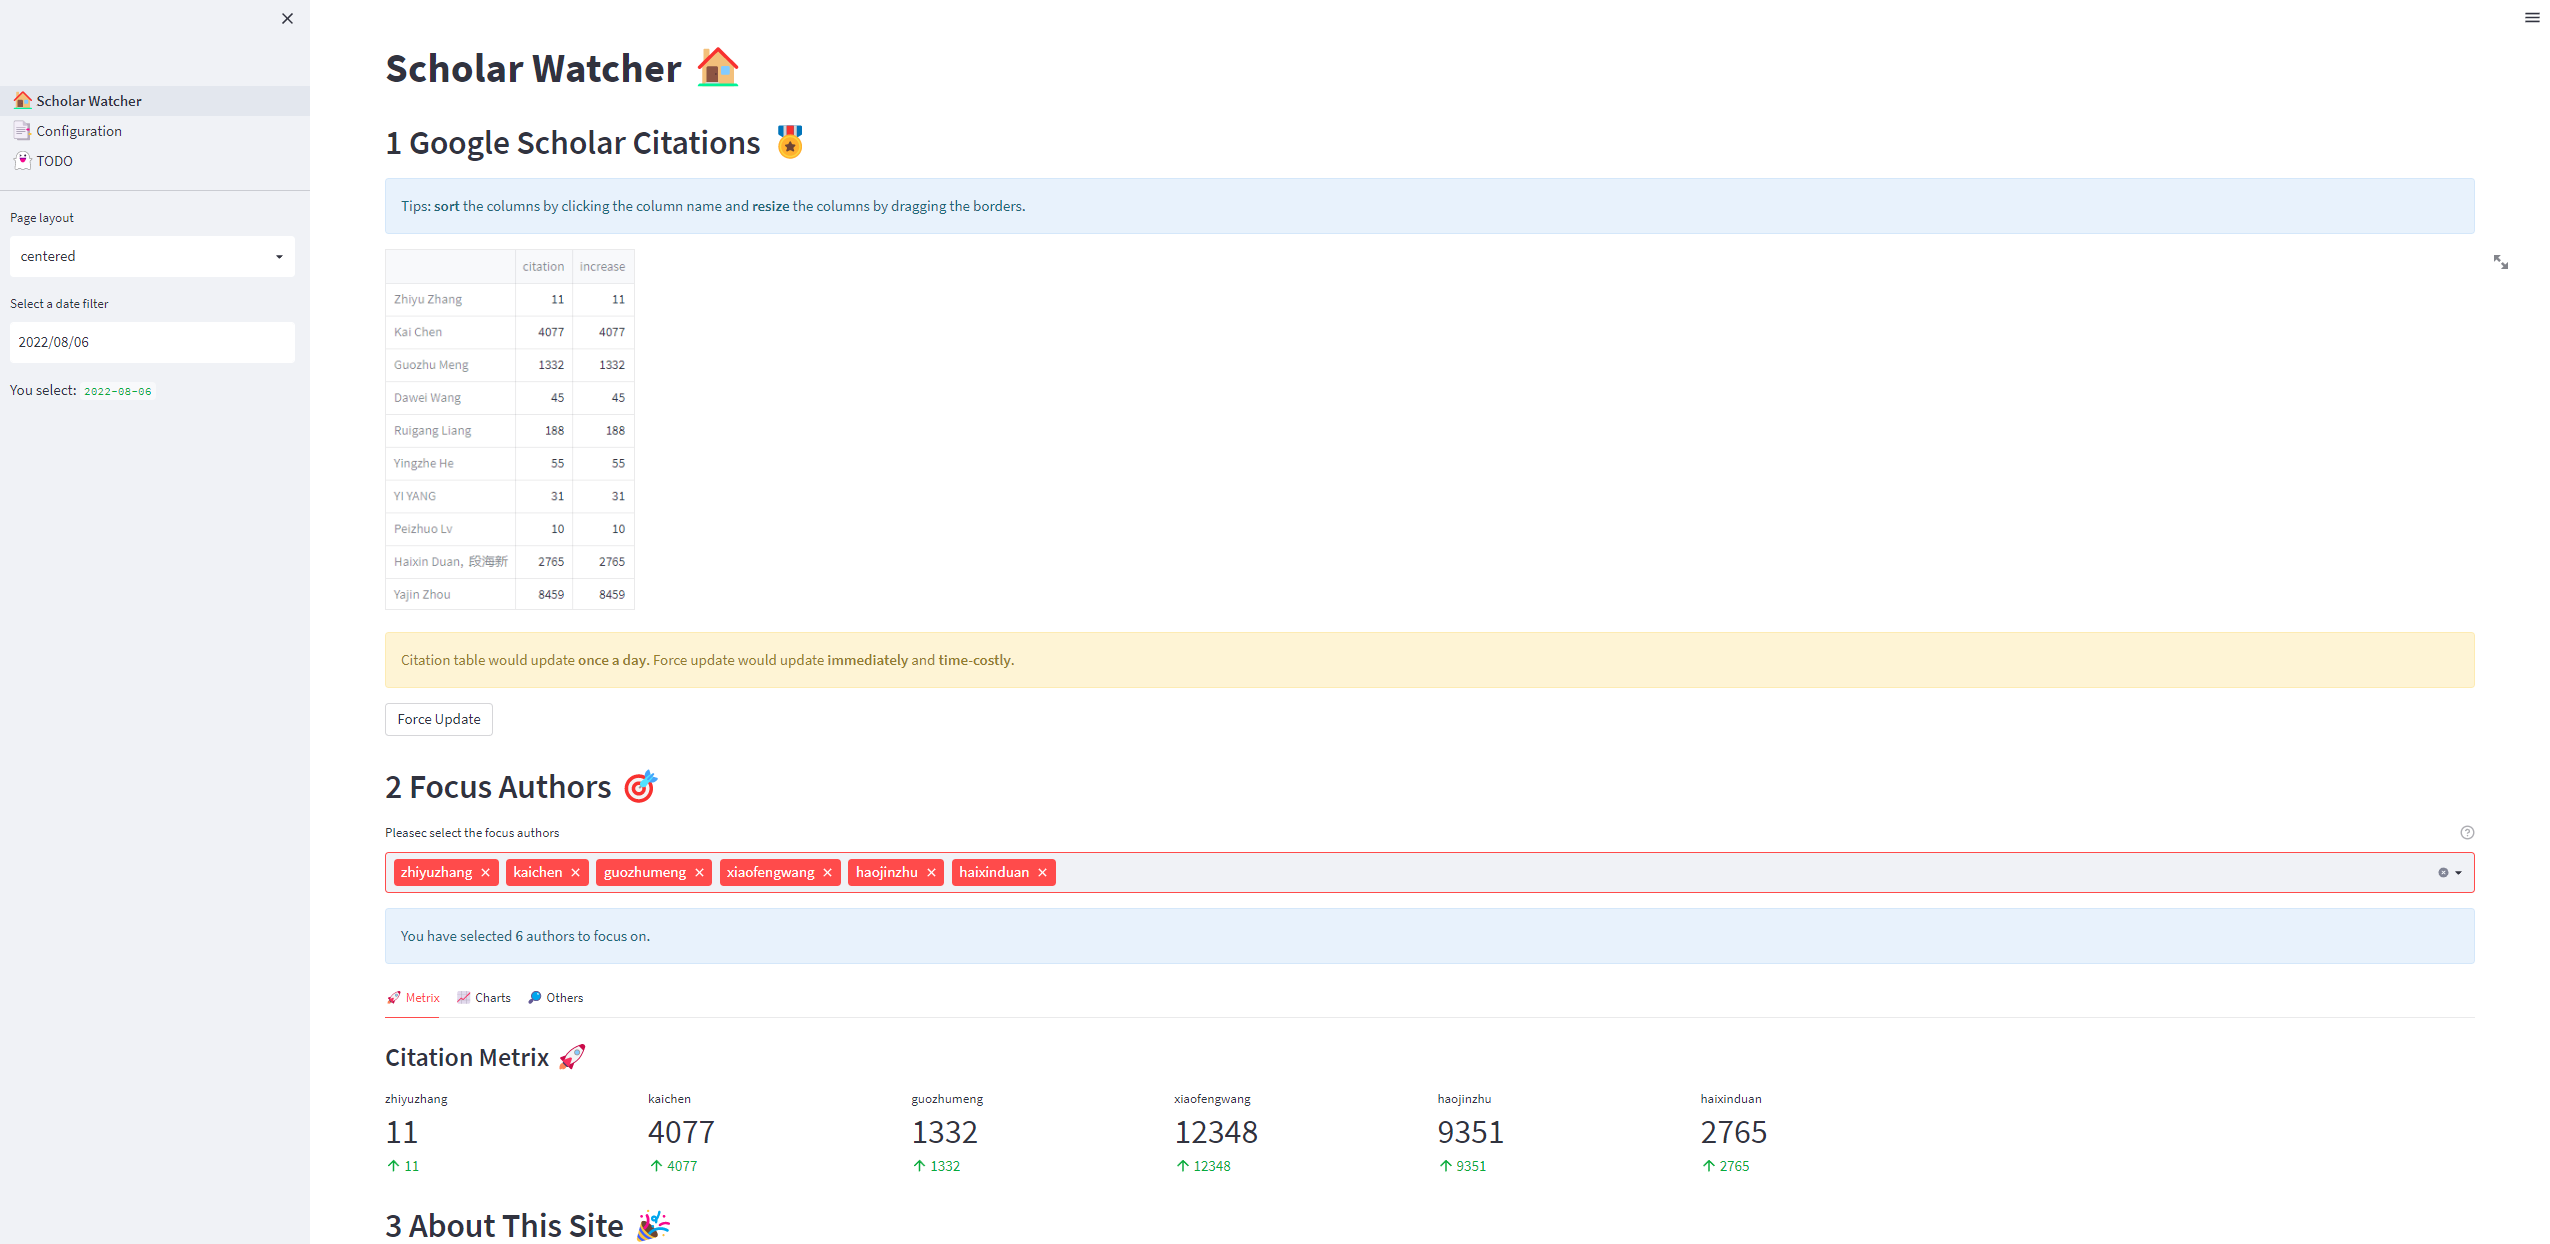 Scholar Watcher
Configuration
TODO
Page layout
centered
Select a date filter
2022/08/06
You select: 2022-08-06
Scholar Watcher
1 Google Scholar Citations
Tips: sort the columns by clicking the column name and resize the columns by dragging the borders.
citation increase
Zhiyu Zhang 11 11
Kai Chen 4077 4077
Guozhu Meng 1332 1332
Dawei Wang 45 45
Ruigang Liang 188 188
Yingzhe He 55 55
YI YANG 31 31
Peizhuo Lv 10 10
Haixin Duan, 段海新 2765 2765
Yajin Zhou 8459 8459
Citation table would update once a day. Force update would update immediately and time-costly.
Force Update
2 Focus Authors
Pleasec select the focus authors
zhiyuzhang kaichen guozhumeng xiaofengwang haojinzhu haixinduan
You have selected 6 authors to focus on.
Metrix Charts Others
Citation Metrix
zhiyuzhang kaichen guozhumeng xiaofengwang haojinzhu haixinduan
11 4077 1332 12348 9351 2765
↑ 11 ↑ 4077 ↑ 1332 ↑ 12348 ↑ 9351 ↑ 2765
3 About This Site